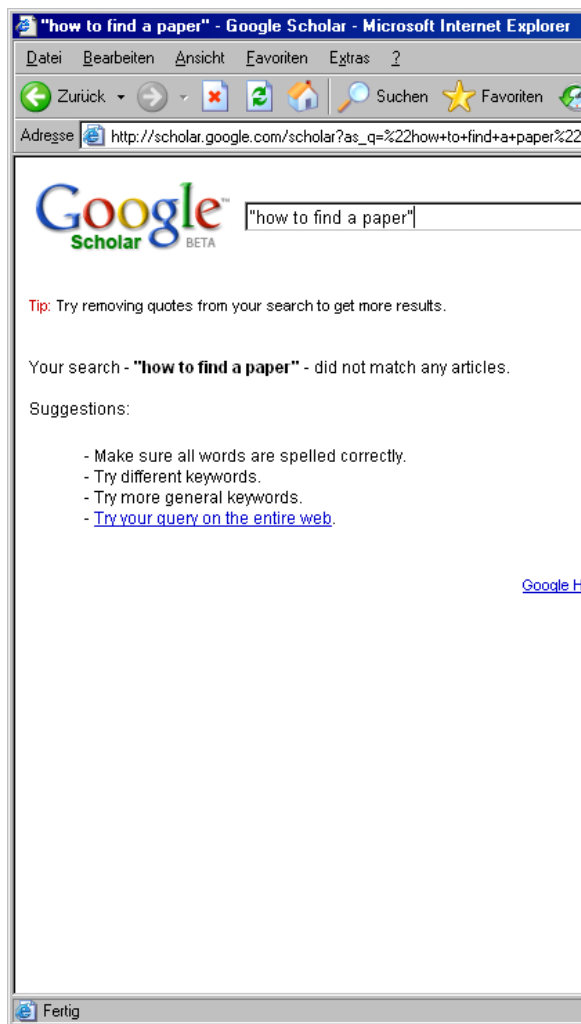 "how to find a paper" - Google Scholar - Microsoft Internet Explorer
Datei Bearbeiten Ansicht Favoriten Extras ?
Zurück Suchen Favoriten
Adresse http://scholar.google.com/scholar?as_q=%22how+to+find+a+paper%22
Google™
Scholar BETA
"how to find a paper"
Tip: Try removing quotes from your search to get more results.
Your search - "how to find a paper" - did not match any articles.
Suggestions:
- Make sure all words are spelled correctly.
- Try different keywords.
- Try more general keywords.
- Try your query on the entire web.
Google H
Fertig